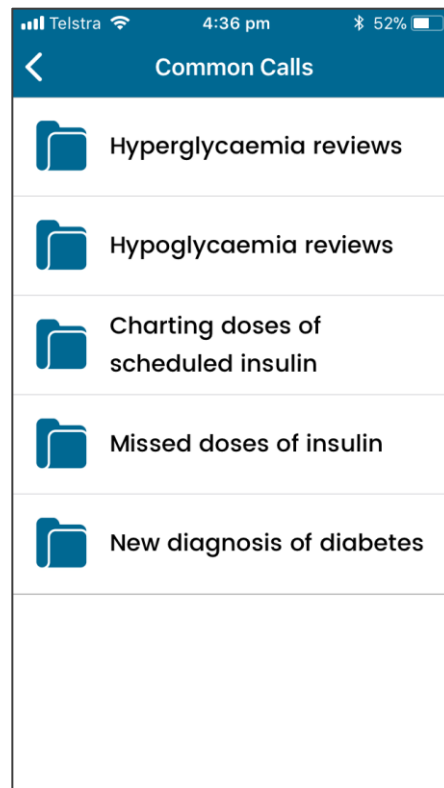 Telstra 4:36 pm 52%
Common Calls
Hyperglycaemia reviews
Hypoglycaemia reviews
Charting doses of
scheduled insulin
Missed doses of insulin
New diagnosis of diabetes